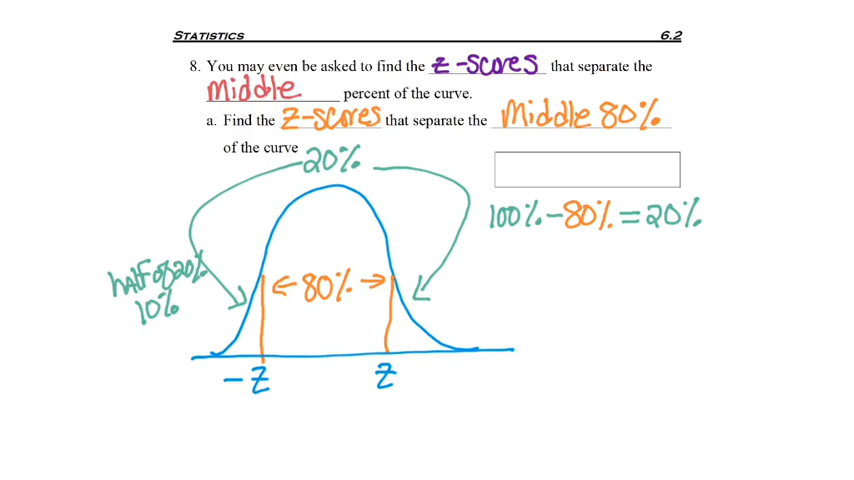 STATISTICS 6.2
8. You may even be asked to find the z-scores that separate the
Middle percent of the curve.
a. Find the z-scores that separate the Middle 80%
of the curve
20%
100% - 80% = 20%
half of 20%
10%
← 80% →
-z z